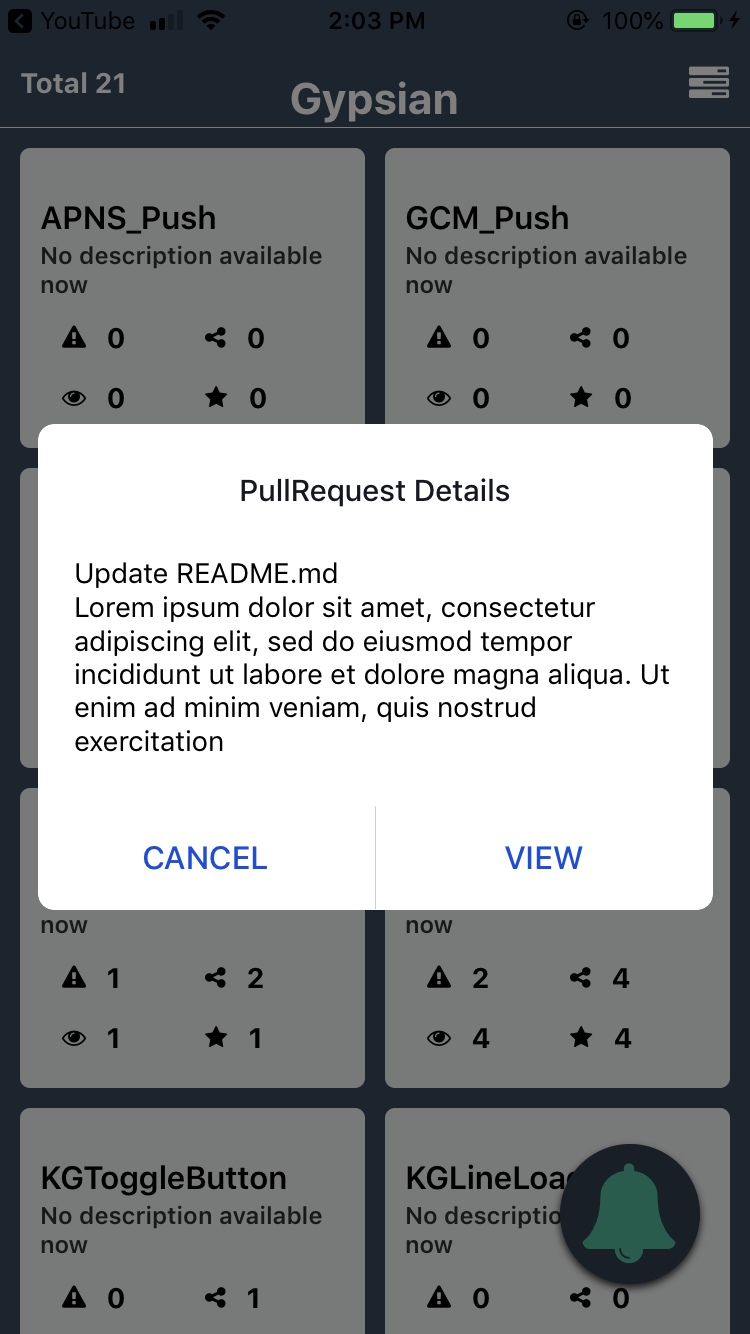 YouTube 2:03 PM 100%
Total 21
Gypsian
APNS_Push GCM_Push
No description available No description available
now now
0 0 0 0
0 0 0 0
PullRequest Details
Update README.md
Lorem ipsum dolor sit amet, consectetur
adipiscing elit, sed do eiusmod tempor
incididunt ut labore et dolore magna aliqua. Ut
enim ad minim veniam, quis nostrud
exercitation
CANCEL VIEW
now now
1 2 2 4
1 1 4 4
KGToggleButton
No description available No
now now
0 1 0 0